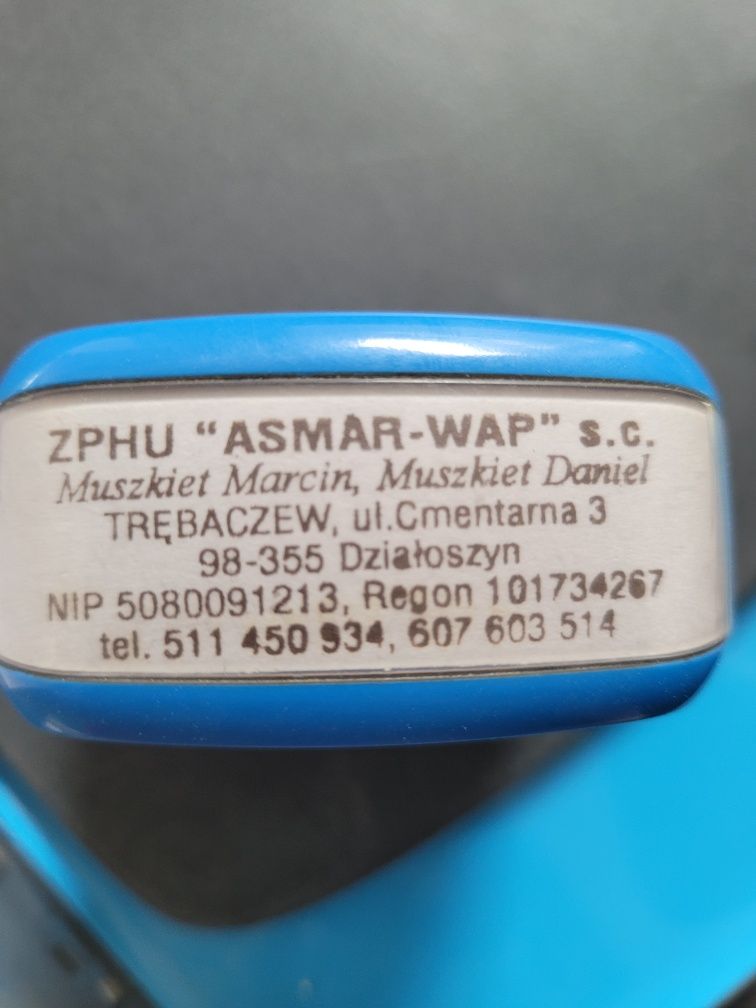 ZPHU "ASMAR-WAP" s.c.
Muszkiet Marcin, Muszkiet Daniel
TRĘBACZEW, ul.Cmentarna 3
98-355 Działoszyn
NIP 5080091213, Regon 101734267
tel. 511 450 934, 607 603 514